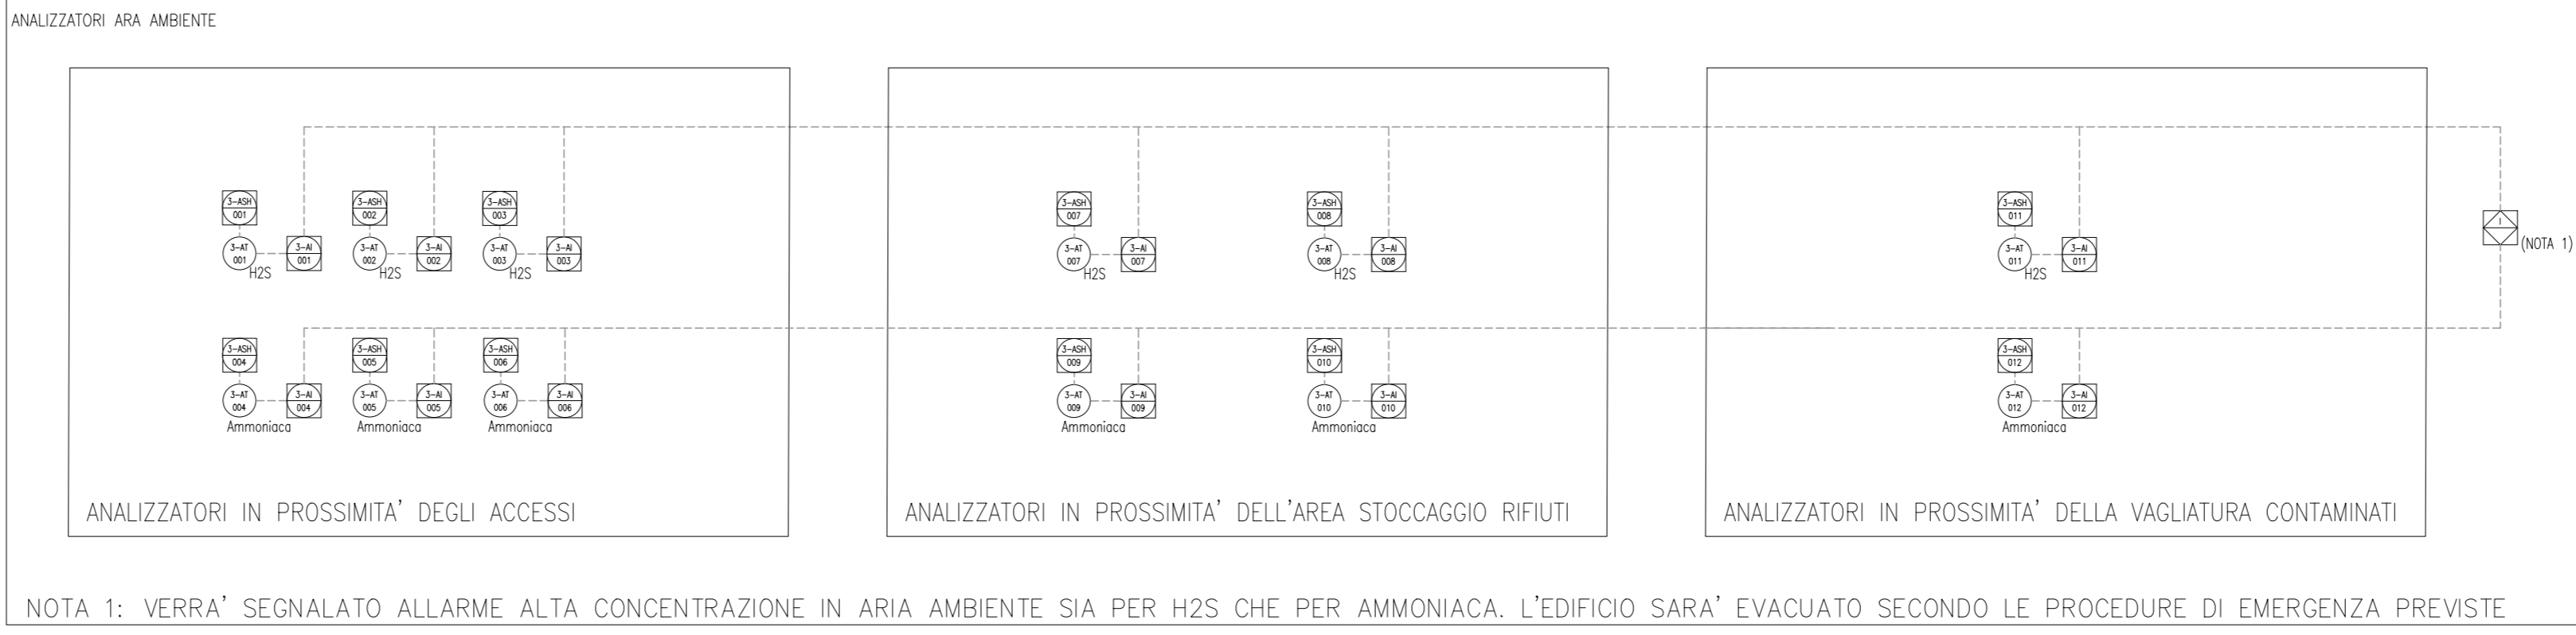 ANALIZZATORI ARA AMBIENTE
3-ASH 001
3-ASH 002
3-ASH 003
3-ASH 007
3-ASH 008
3-ASH 011
3-AT 001
3-AI 001
3-AT 002
3-AI 002
3-AT 003
3-AI 003
3-AT 007
3-AI 007
3-AT 008
3-AI 008
3-AT 011
3-AI 011
(NOTA 1)
H2S
H2S
H2S
H2S
H2S
H2S
3-ASH 004
3-ASH 005
3-ASH 006
3-ASH 009
3-ASH 010
3-ASH 012
3-AT 004
3-AI 004
3-AT 005
3-AI 005
3-AT 006
3-AI 006
3-AT 009
3-AI 009
3-AT 010
3-AI 010
3-AT 012
3-AI 012
Ammoniaca
Ammoniaca
Ammoniaca
Ammoniaca
Ammoniaca
Ammoniaca
ANALIZZATORI IN PROSSIMITA' DEGLI ACCESSI
ANALIZZATORI IN PROSSIMITA' DELL'AREA STOCCAGGIO RIFIUTI
ANALIZZATORI IN PROSSIMITA' DELLA VAGLIATURA CONTAMINATI
NOTA 1: VERRA' SEGNALATO ALLARME ALTA CONCENTRAZIONE IN ARIA AMBIENTE SIA PER H2S CHE PER AMMONIACA. L'EDIFICIO SARA' EVACUATO SECONDO LE PROCEDURE DI EMERGENZA PREVISTE